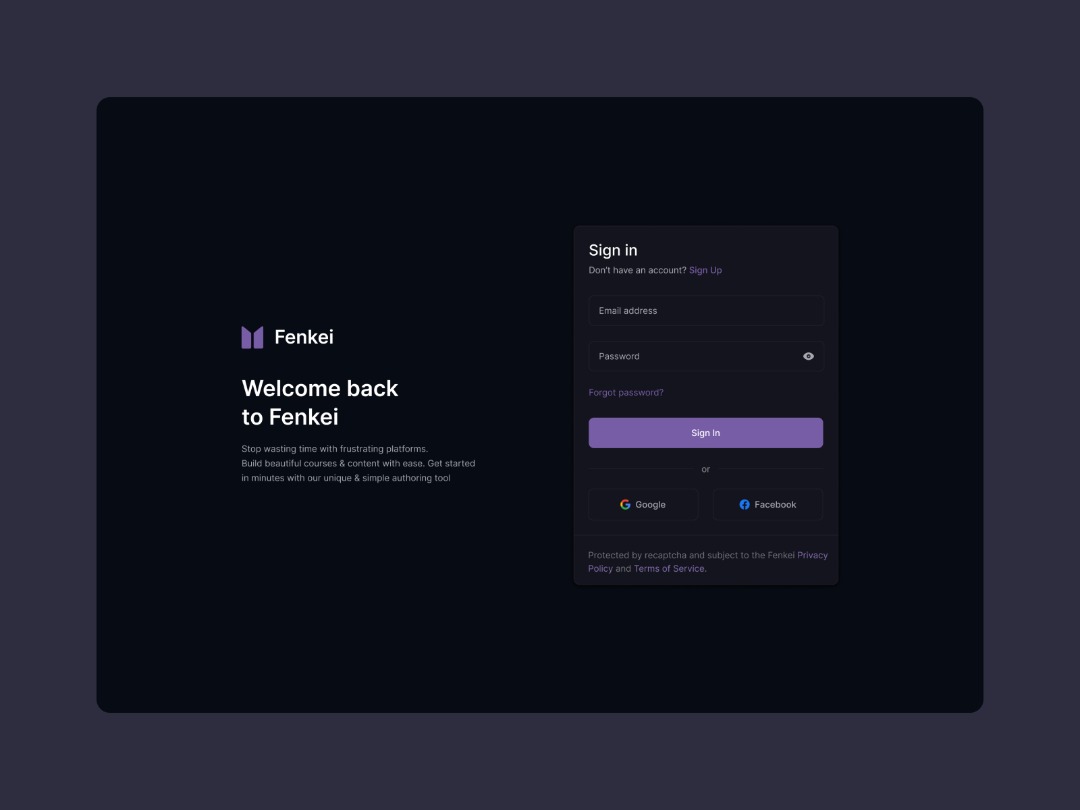 Fenkei
Welcome back
to Fenkei
Stop wasting time with frustrating platforms.
Build beautiful courses & content with ease. Get started
in minutes with our unique & simple authoring tool
Sign in
Don't have an account? Sign Up
Email address
Password
Forgot password?
Sign In
or
Google
Facebook
Protected by recaptcha and subject to the Fenkei Privacy
Policy and Terms of Service.